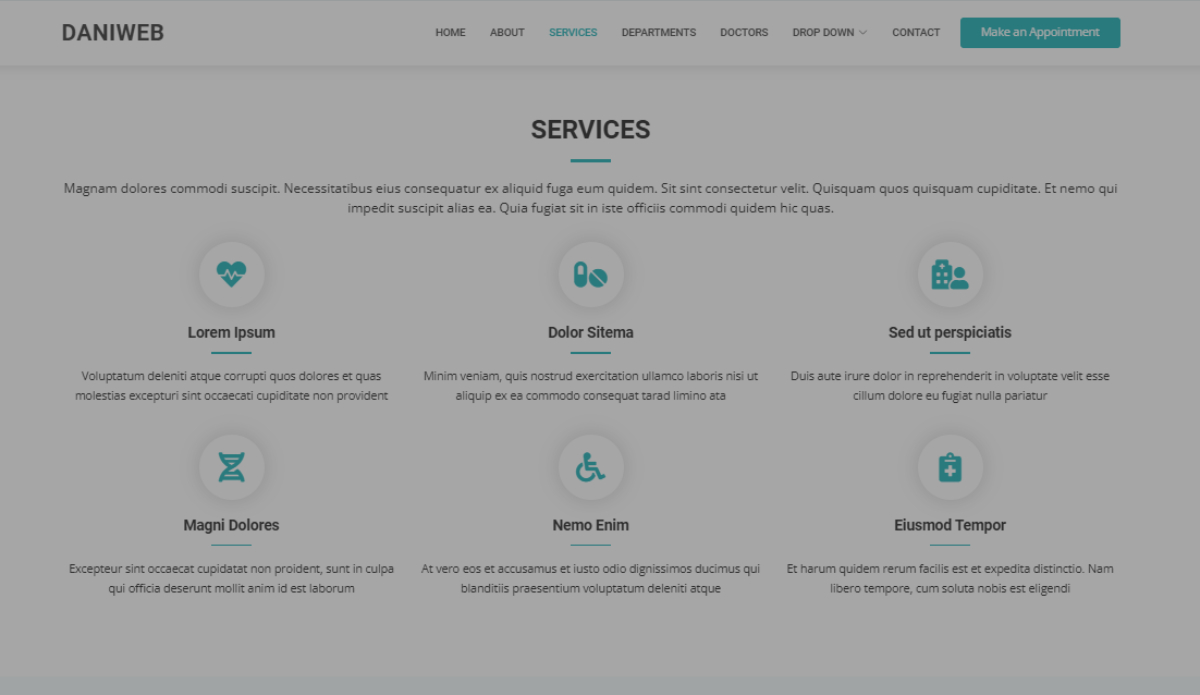 DANIWEB
HOME ABOUT SERVICES DEPARTMENTS DOCTORS DROP DOWN CONTACT Make an Appointment
SERVICES
Magnam dolores commodi suscipit. Necessitatibus eius consequatur ex aliquid fuga eum quidem. Sit sint consectetur velit. Quisquam quos quisquam cupiditate. Et nemo qui
impedit suscipit alias ea. Quia fugiat sit in iste officiis commodi quidem hic quas.
Lorem Ipsum
Voluptatum deleniti atque corrupti quos dolores et quas
molestias excepturi sint occaecati cupiditate non provident
Dolor Sitema
Minim veniam, quis nostrud exercitation ullamco laboris nisi ut
aliquip ex ea commodo consequat tarad limino ata
Sed ut perspiciatis
Duis aute irure dolor in reprehenderit in voluptate velit esse
cillum dolore eu fugiat nulla pariatur
Magni Dolores
Excepteur sint occaecat cupidatat non proident, sunt in culpa
qui officia deserunt mollit anim id est laborum
Nemo Enim
At vero eos et accusamus et iusto odio dignissimos ducimus qui
blanditiis praesentium voluptatum deleniti atque
Eiusmod Tempor
Et harum quidem rerum facilis est et expedita distinctio. Nam
libero tempore, cum soluta nobis est eligendi